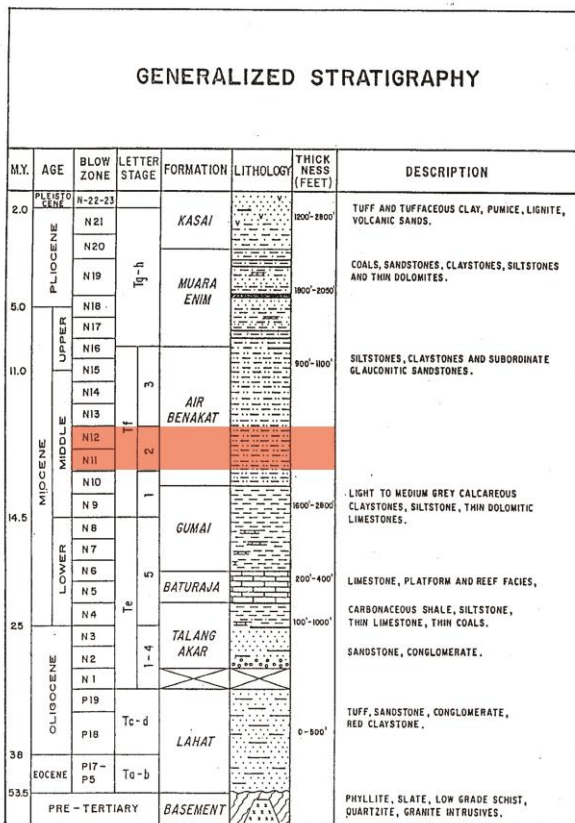 GENERALIZED STRATIGRAPHY
M.Y. AGE BLOW ZONE LETTER STAGE FORMATION LITHOLOGY THICK NESS (FEET) DESCRIPTION
2.0
5.0
11.0
14.5
25
38
53.5
PLEISTO CENE
PLIOCENE
MIOCENE
UPPER
MIDDLE
LOWER
OLIGOCENE
EOCENE
PRE-TERTIARY
N-22-23
N21
N20
N19
N18
N17
N16
N15
N14
N13
N12
N11
N10
N9
N8
N7
N6
N5
N4
N3
N2
N1
P19
P18
P17-
P5
Tg-h
Tf
3
2
1
Te
5
1-4
Tc-d
Ta-b
KASAI
MUARA
ENIM
AIR
BENAKAT
GUMAI
BATURAJA
TALANG
AKAR
LAHAT
BASEMENT
1200'-2800'
1800'-2050'
900'-1100'
1600'-2800'
200'-400'
100'-1000'
0-500'
TUFF AND TUFFACEOUS CLAY, PUMICE, LIGNITE,
VOLCANIC SANDS.
COALS, SANDSTONES, CLAYSTONES, SILTSTONES
AND THIN DOLOMITES.
SILTSTONES, CLAYSTONES AND SUBORDINATE
GLAUCONITIC SANDSTONES.
LIGHT TO MEDIUM GREY CALCAREOUS
CLAYSTONES, SILTSTONE, THIN DOLOMITIC
LIMESTONES.
LIMESTONE, PLATFORM AND REEF FACIES,
CARBONACEOUS SHALE, SILTSTONE,
THIN LIMESTONE, THIN COALS.
SANDSTONE, CONGLOMERATE.
TUFF, SANDSTONE, CONGLOMERATE,
RED CLAYSTONE.
PHYLLITE, SLATE, LOW GRADE SCHIST,
QUARTZITE, GRANITE INTRUSIVES.